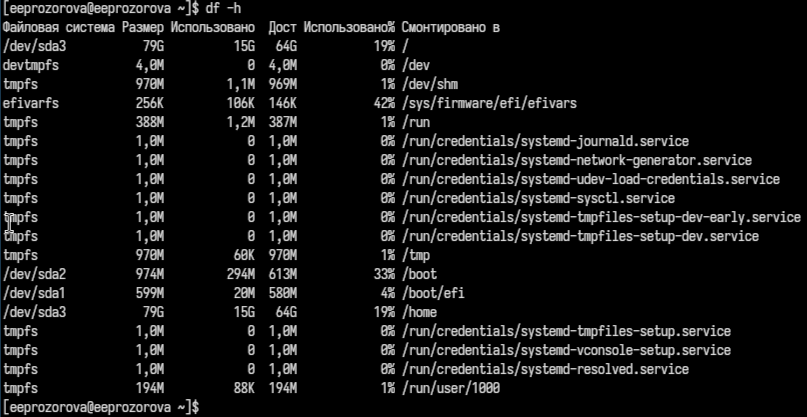 [eeprozorova@eeprozorova ~]$ df -h
Файловая система Размер Использовано Дост Использовано% Смонтировано в
/dev/sda3 79G 15G 64G 19% /
devtmpfs 4,0M 0 4,0M 0% /dev
tmpfs 970M 1,1M 969M 1% /dev/shm
efivarfs 256K 106K 146K 42% /sys/firmware/efi/efivars
tmpfs 388M 1,2M 387M 1% /run
tmpfs 1,0M 0 1,0M 0% /run/credentials/systemd-journald.service
tmpfs 1,0M 0 1,0M 0% /run/credentials/systemd-network-generator.service
tmpfs 1,0M 0 1,0M 0% /run/credentials/systemd-udev-load-credentials.service
tmpfs 1,0M 0 1,0M 0% /run/credentials/systemd-sysctl.service
tmpfs 1,0M 0 1,0M 0% /run/credentials/systemd-tmpfiles-setup-dev-early.service
tmpfs 1,0M 0 1,0M 0% /run/credentials/systemd-tmpfiles-setup-dev.service
tmpfs 970M 60K 970M 1% /tmp
/dev/sda2 974M 294M 613M 33% /boot
/dev/sda1 599M 20M 580M 4% /boot/efi
/dev/sda3 79G 15G 64G 19% /home
tmpfs 1,0M 0 1,0M 0% /run/credentials/systemd-tmpfiles-setup.service
tmpfs 1,0M 0 1,0M 0% /run/credentials/systemd-vconsole-setup.service
tmpfs 1,0M 0 1,0M 0% /run/credentials/systemd-resolved.service
tmpfs 194M 88K 194M 1% /run/user/1000
[eeprozorova@eeprozorova ~]$